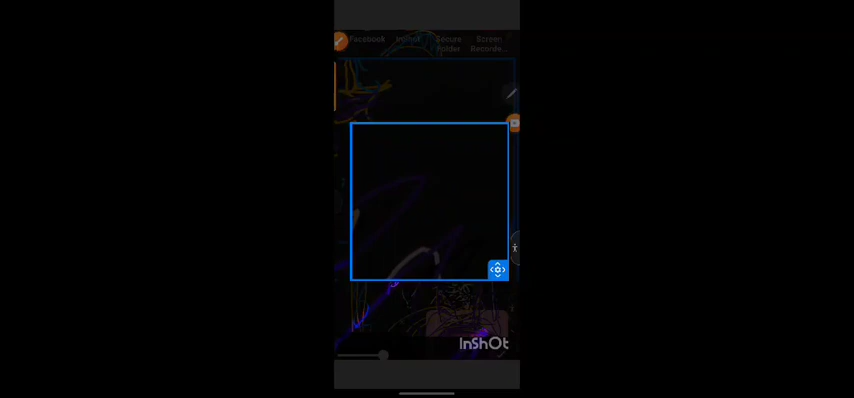 Facebook
Secure
Folder
Screen
Recorde...
InShOt